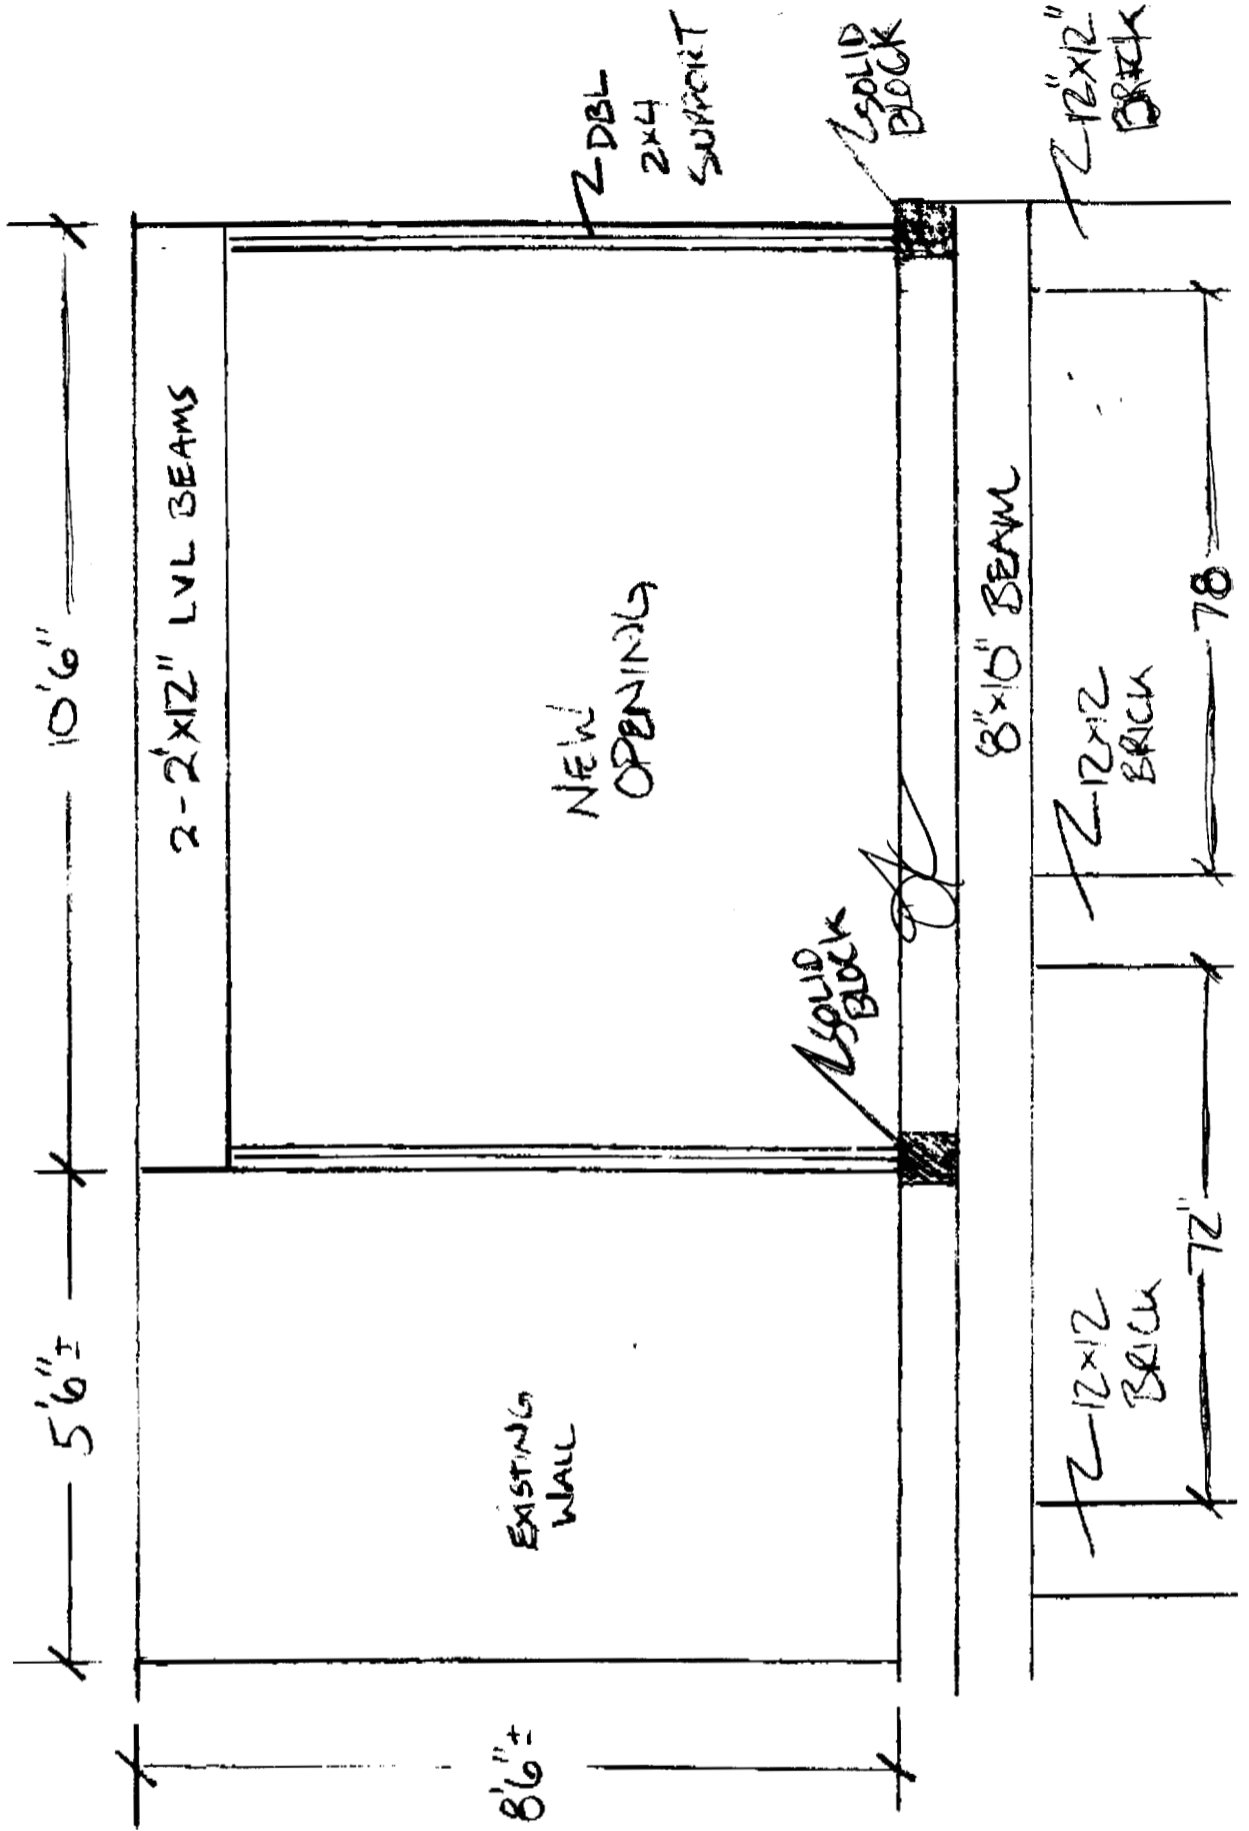 5'6"±
10'6"
2-2"x12" LVL BEAMS
8'6"±
EXISTING
WALL
NEW
OPENING
DBL
2x4
SUPPORT
SOLID
BLOCK
SOLID
BLOCK
8"x10" BEAM
12x12
BRICK
12x12
BRICK
12"x12"
BRICK
72"
78